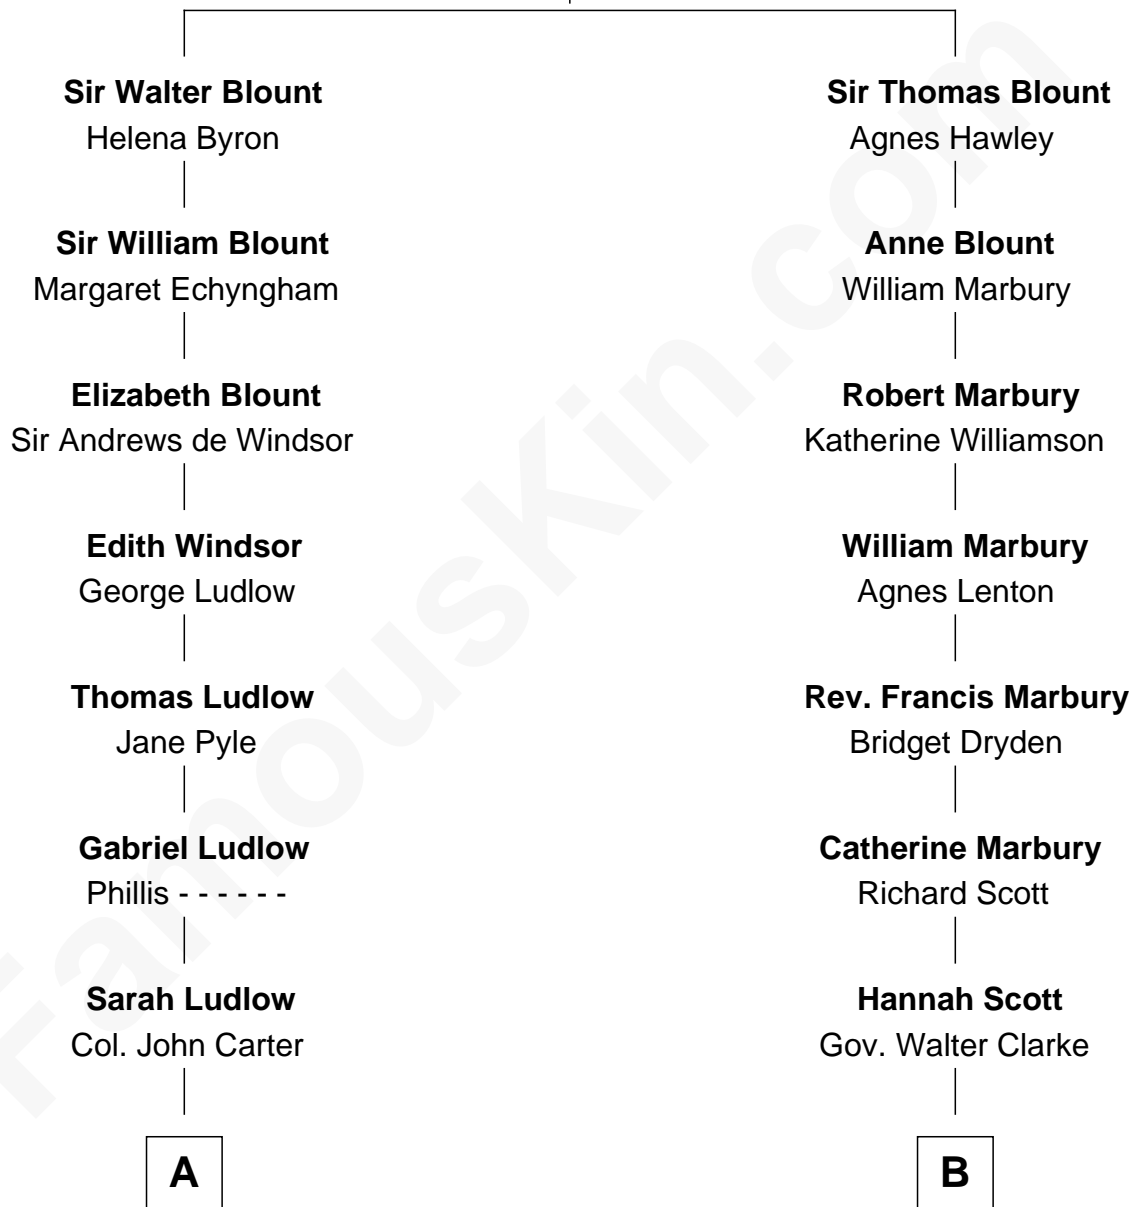 Sir Walter Blount
Helena Byron
Sir William Blount
Margaret Echyngham
Elizabeth Blount
Sir Andrews de Windsor
Edith Windsor
George Ludlow
Thomas Ludlow
Jane Pyle
Gabriel Ludlow
Phillis - - - - - -
Sarah Ludlow
Col. John Carter
A
Sir Thomas Blount
Agnes Hawley
Anne Blount
William Marbury
Robert Marbury
Katherine Williamson
William Marbury
Agnes Lenton
Rev. Francis Marbury
Bridget Dryden
Catherine Marbury
Richard Scott
Hannah Scott
Gov. Walter Clarke
B
FamousKin.com